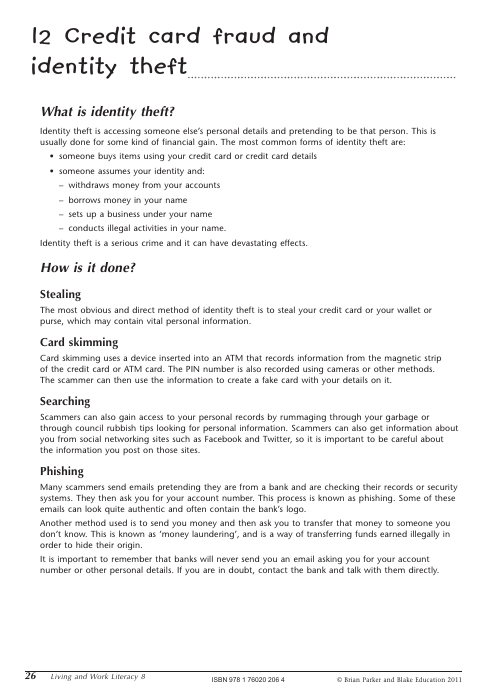 12 Credit card fraud and
identity theft
What is identity theft?
Identity theft is accessing someone else's personal details and pretending to be that person. This is
usually done for some kind of financial gain. The most common forms of identity theft are:
• someone buys items using your credit card or credit card details
• someone assumes your identity and:
– withdraws money from your accounts
– borrows money in your name
– sets up a business under your name
– conducts illegal activities in your name.
Identity theft is a serious crime and it can have devastating effects.
How is it done?
Stealing
The most obvious and direct method of identity theft is to steal your credit card or your wallet or
purse, which may contain vital personal information.
Card skimming
Card skimming uses a device inserted into an ATM that records information from the magnetic strip
of the credit card or ATM card. The PIN number is also recorded using cameras or other methods.
The scammer can then use the information to create a fake card with your details on it.
Searching
Scammers can also gain access to your personal records by rummaging through your garbage or
through council rubbish tips looking for personal information. Scammers can also get information about
you from social networking sites such as Facebook and Twitter, so it is important to be careful about
the information you post on those sites.
Phishing
Many scammers send emails pretending they are from a bank and are checking their records or security
systems. They then ask you for your account number. This process is known as phishing. Some of these
emails can look quite authentic and often contain the bank's logo.
Another method used is to send you money and then ask you to transfer that money to someone you
don't know. This is known as 'money laundering', and is a way of transferring funds earned illegally in
order to hide their origin.
It is important to remember that banks will never send you an email asking you for your account
number or other personal details. If you are in doubt, contact the bank and talk with them directly.
26 Living and Work Literacy 8 ISBN 978 1 76020 206 4 © Brian Parker and Blake Education 2011